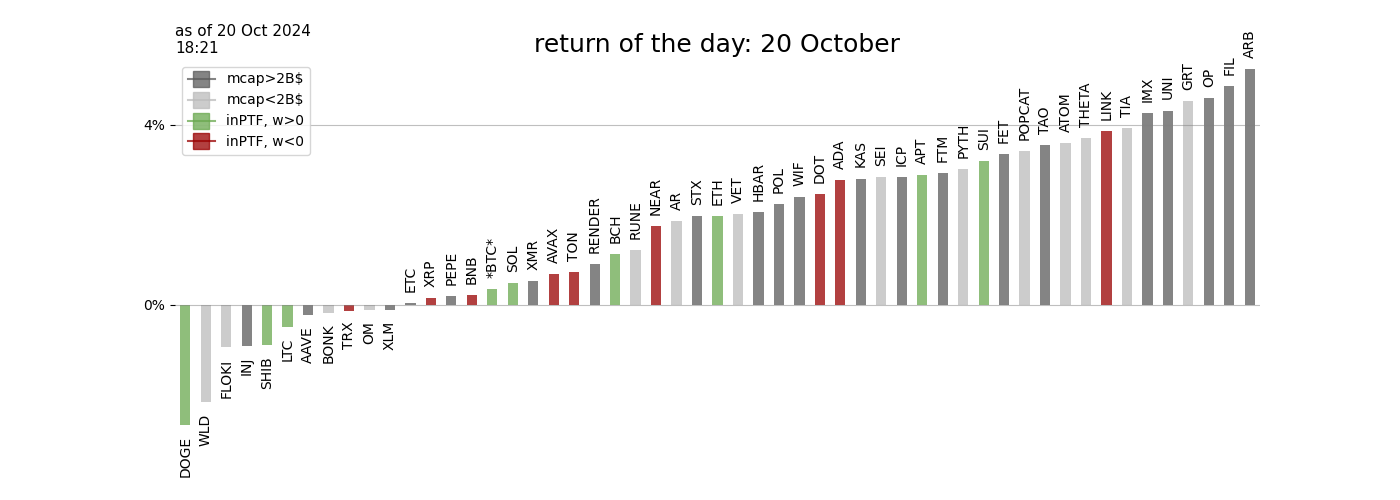 as of 20 Oct 2024
18:21
return of the day: 20 October
mcap>2B$
mcap<2B$
inPTF, w>0
inPTF, w<0
4%
0%
DOGE
WLD
FLOKI
INJ
SHIB
LTC
AAVE
BONK
TRX
OM
XLM
ETC
XRP
PEPE
BNB
*BTC*
SOL
XMR
AVAX
TON
RENDER
BCH
RUNE
NEAR
AR
STX
ETH
VET
HBAR
POL
WIF
DOT
ADA
KAS
SEI
ICP
APT
FTM
PYTH
SUI
FET
POPCAT
TAO
ATOM
THETA
LINK
TIA
IMX
UNI
GRT
OP
FIL
ARB